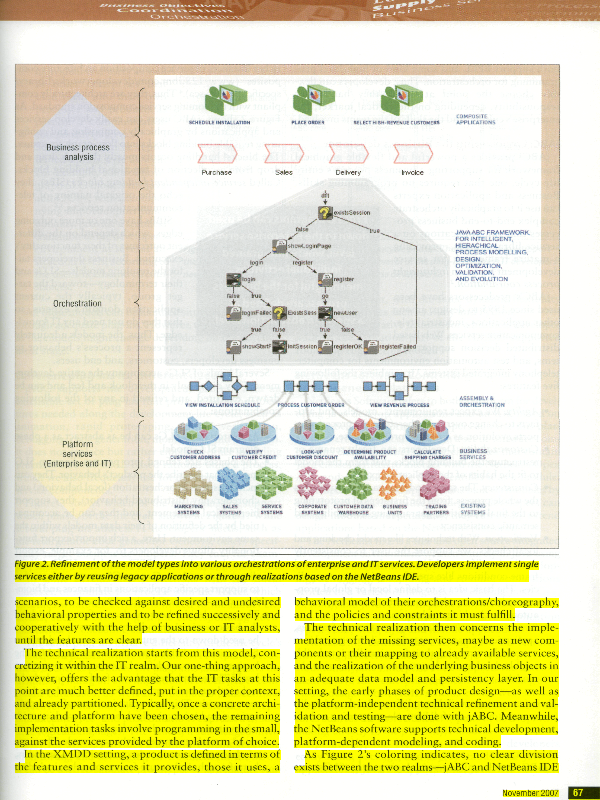 Business Objectives
Coordination
Orchestration
Supply
Business process
analysis
SCHEDULE INSTALLATION
PLACE ORDER
SELECT HIGH-REVENUE CUSTOMERS
COMPOSITE
APPLICATIONS
Purchase
Sales
Delivery
Invoice
Orchestration
existsSession
false
true
showLoginPage
login
register
login
register
false
true
go
loginFailed
ExistsSess
newUser
true
false
true
false
showStartP
initSession
registerOK
registerFailed
JAVA ABC FRAMEWORK
FOR INTELLIGENT,
HIERACHICAL
PROCESS MODELLING,
DESIGN,
OPTIMIZATION,
VALIDATION,
AND EVOLUTION
VIEW INSTALLATION SCHEDULE
PROCESS CUSTOMER ORDER
VIEW REVENUE PROCESS
ASSEMBLY &
ORCHESTRATION
Platform
services
(Enterprise and IT)
CHECK
CUSTOMER ADDRESS
VERIFY
CUSTOMER CREDIT
LOOK-UP
CUSTOMER DISCOUNT
DETERMINE PRODUCT
AVAILABILITY
CALCULATE
SHIPPING CHARGES
BUSINESS
SERVICES
MARKETING
SYSTEMS
SALES
SYSTEMS
SERVICE
SYSTEMS
CORPORATE
SYSTEMS
CUSTOMER DATA
WAREHOUSE
BUSINESS
UNITS
TRADING
PARTNERS
EXISTING
SYSTEMS
Figure 2. Refinement of the model types into various orchestrations of enterprise and IT services. Developers implement single
services either by reusing legacy applications or through realizations based on the NetBeans IDE.
scenarios, to be checked against desired and undesired
behavioral properties and to be refined successively and
cooperatively with the help of business or IT analysts,
until the features are clear.
The technical realization starts from this model, con-
cretizing it within the IT realm. Our one-thing approach,
however, offers the advantage that the IT tasks at this
point are much better defined, put in the proper context,
and already partitioned. Typically, once a concrete archi-
tecture and platform have been chosen, the remaining
implementation tasks involve programming in the small,
against the services provided by the platform of choice.
In the XMDD setting, a product is defined in terms of
the features and services it provides, those it uses, a
behavioral model of their orchestrations/choreography,
and the policies and constraints it must fulfill.
The technical realization then concerns the imple-
mentation of the missing services, maybe as new com-
ponents or their mapping to already available services,
and the realization of the underlying business objects in
an adequate data model and persistency layer. In our
setting, the early phases of product design—as well as
the platform-independent technical refinement and val-
idation and testing—are done with jABC. Meanwhile,
the NetBeans software supports technical development,
platform-dependent modeling, and coding.
As Figure 2's coloring indicates, no clear division
exists between the two realms—jABC and NetBeans IDE
November 2007
67